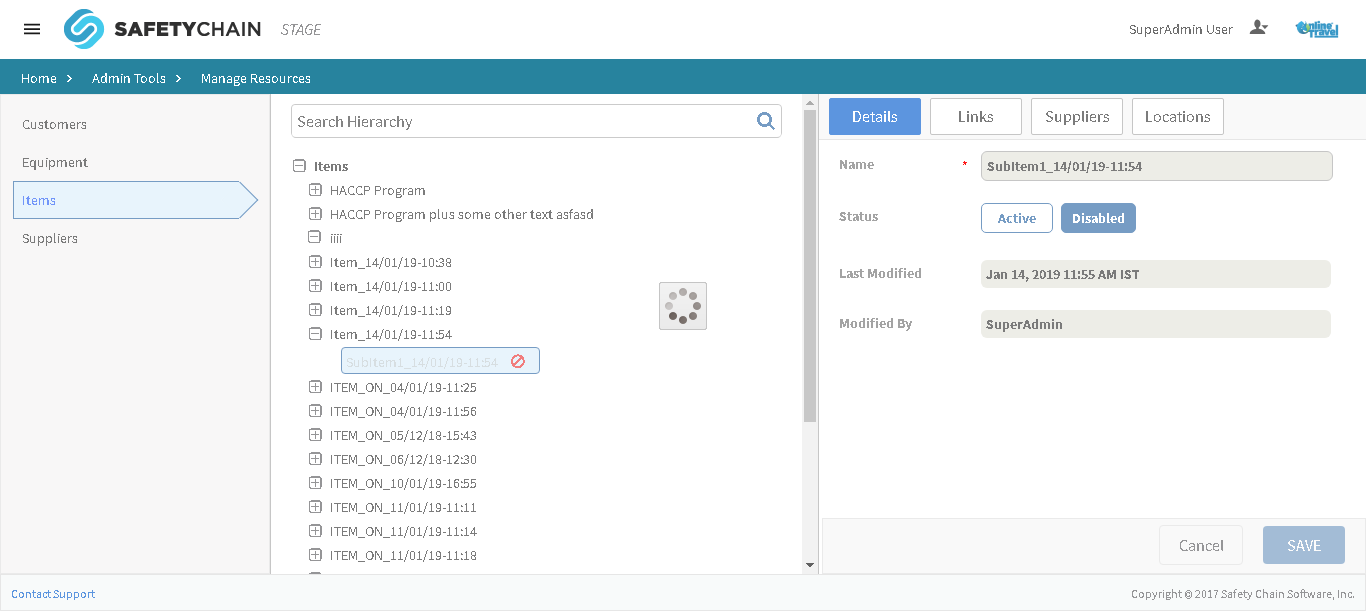 SAFETYCHAIN STAGE
SuperAdmin User
Online Travel
Home > Admin Tools > Manage Resources
Customers
Equipment
Items
Suppliers
Search Hierarchy
Items
HACCP Program
HACCP Program plus some other text asfasd
iiii
Item_14/01/19-10:38
Item_14/01/19-11:00
Item_14/01/19-11:19
Item_14/01/19-11:54
SubItem1_14/01/19-11:54
ITEM_ON_04/01/19-11:25
ITEM_ON_04/01/19-11:56
ITEM_ON_05/12/18-15:43
ITEM_ON_06/12/18-12:30
ITEM_ON_10/01/19-16:55
ITEM_ON_11/01/19-11:11
ITEM_ON_11/01/19-11:14
ITEM_ON_11/01/19-11:18
Details Links Suppliers Locations
Name * SubItem1_14/01/19-11:54
Status Active Disabled
Last Modified Jan 14, 2019 11:55 AM IST
Modified By SuperAdmin
Cancel SAVE
Contact Support
Copyright © 2017 Safety Chain Software, Inc.